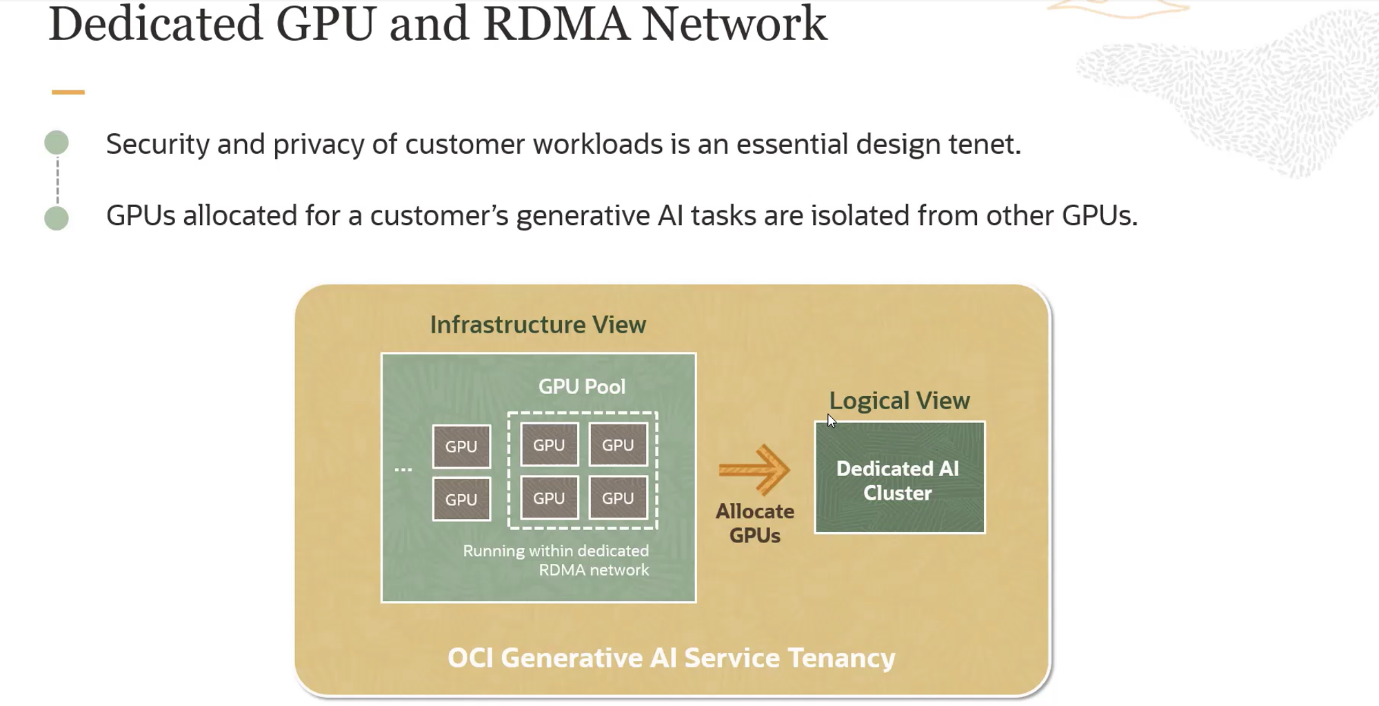 Dedicated GPU and RDMA Network
Security and privacy of customer workloads is an essential design tenet.
GPUs allocated for a customer’s generative AI tasks are isolated from other GPUs.
Infrastructure View
GPU Pool
...
GPU
GPU
GPU
GPU
GPU
GPU
Running within dedicated
RDMA network
Allocate
GPUs
Logical View
Dedicated AI
Cluster
OCI Generative AI Service Tenancy